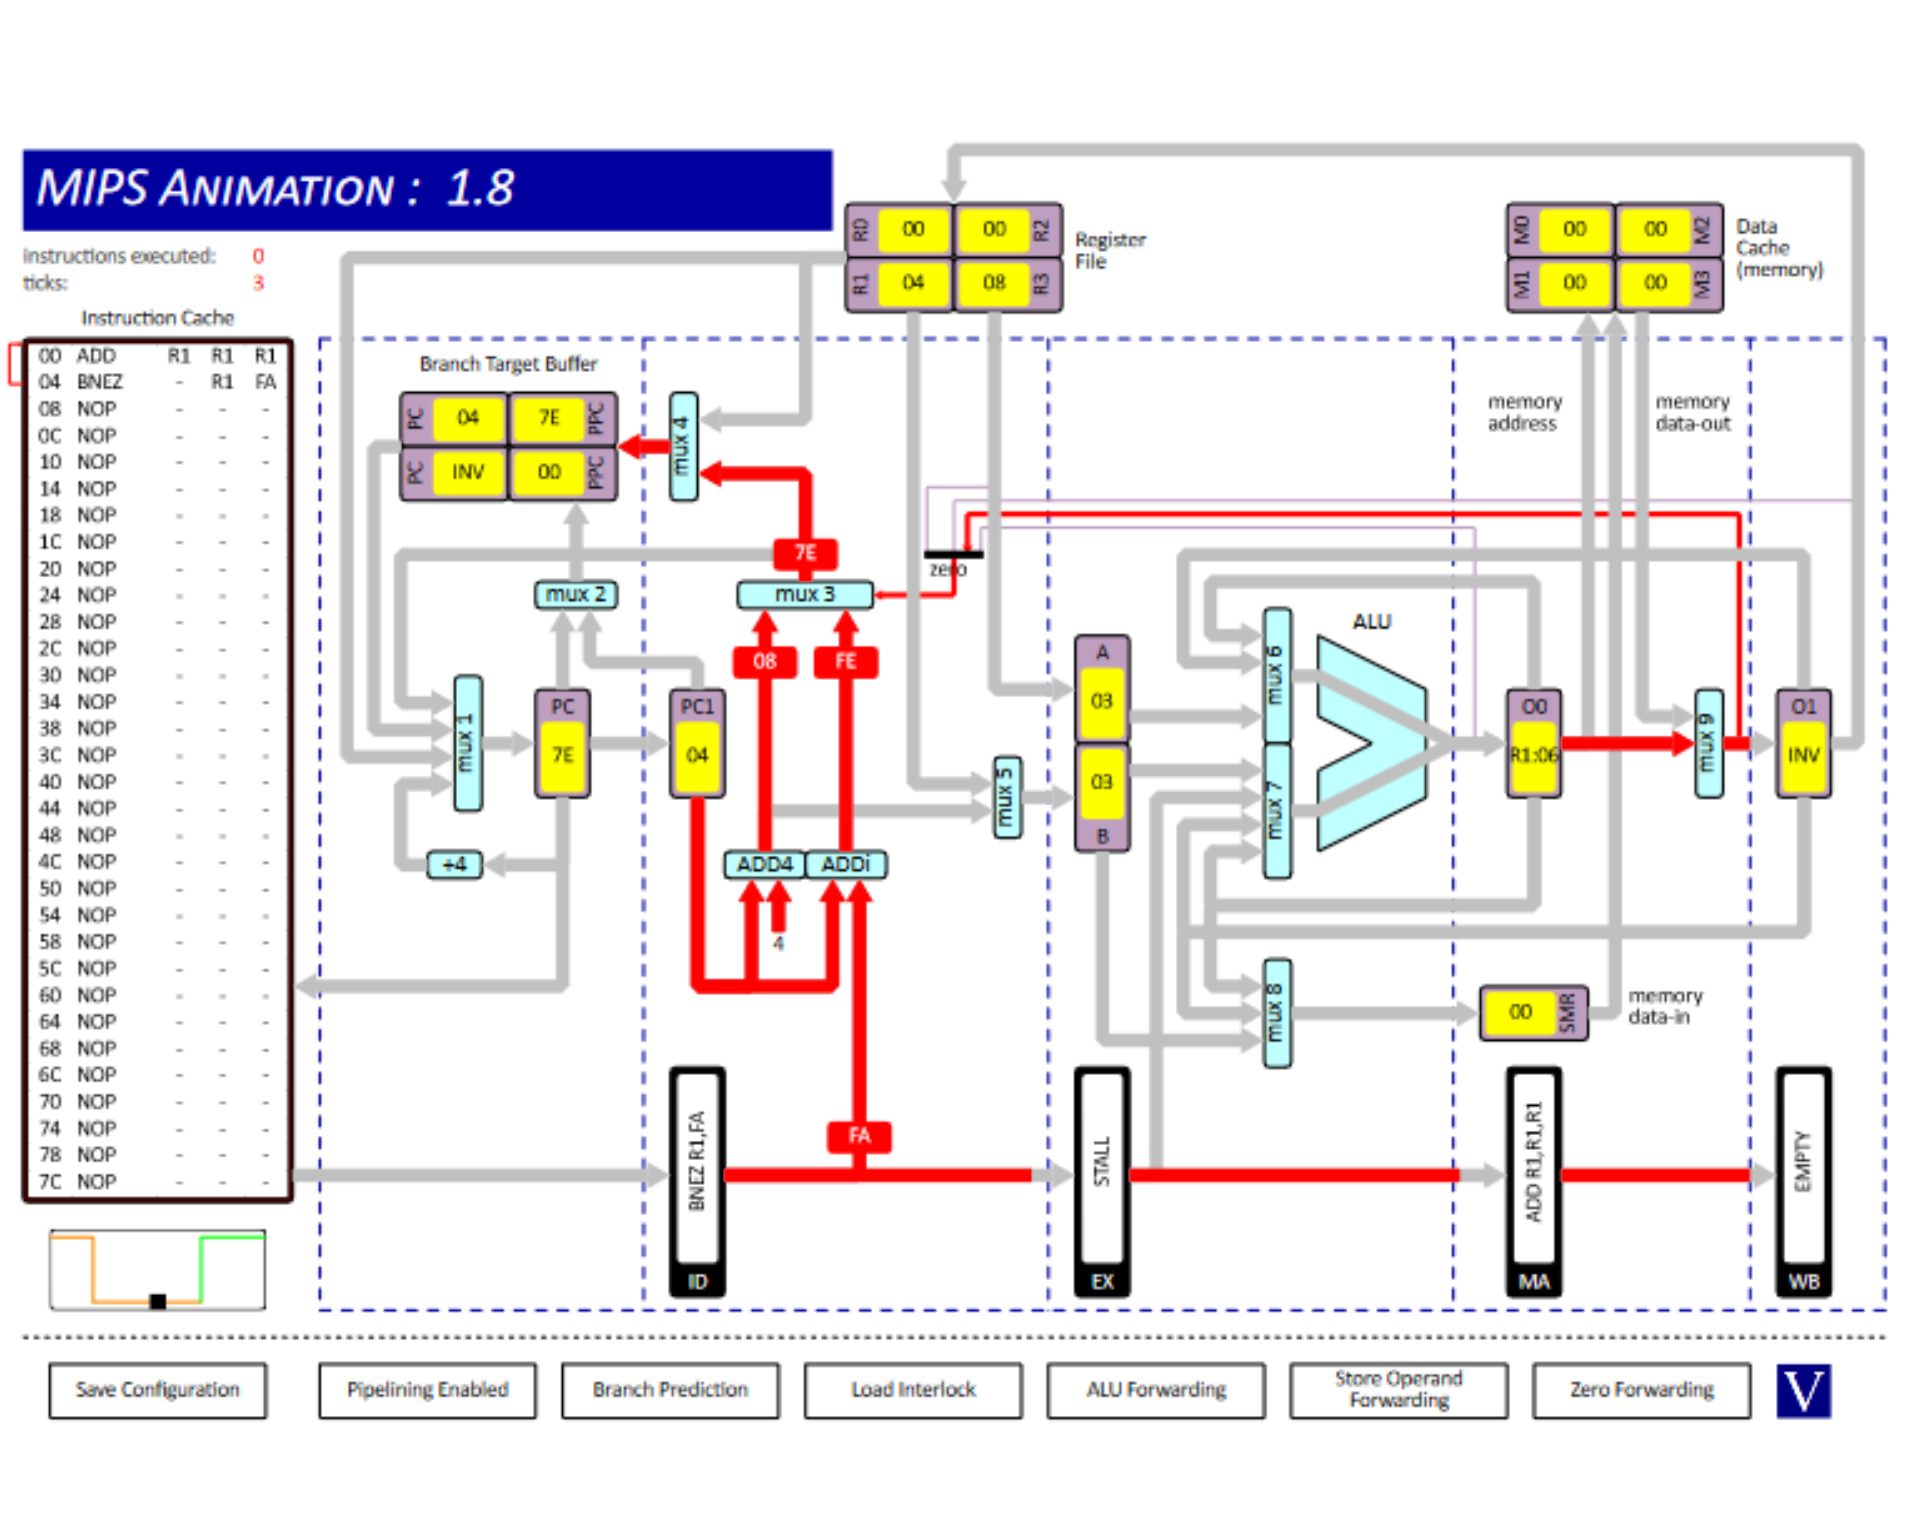 MIPS ANIMATION : 1.8
instructions executed: 0
ticks: 3
Instruction Cache
00 ADD R1 R1 R1
04 BNEZ - R1 FA
08 NOP - - -
0C NOP - - -
10 NOP - - -
14 NOP - - -
18 NOP - - -
1C NOP - - -
20 NOP - - -
24 NOP - - -
28 NOP - - -
2C NOP - - -
30 NOP - - -
34 NOP - - -
38 NOP - - -
3C NOP - - -
40 NOP - - -
44 NOP - - -
48 NOP - - -
4C NOP - - -
50 NOP - - -
54 NOP - - -
58 NOP - - -
5C NOP - - -
60 NOP - - -
64 NOP - - -
68 NOP - - -
6C NOP - - -
70 NOP - - -
74 NOP - - -
78 NOP - - -
7C NOP - - -
R0 00 00 R2
R1 04 08 R3
Register
File
M0 00 00 M2
M1 00 00 M3
Data
Cache
(memory)
Branch Target Buffer
PC 04 7E PPC
PC INV 00 PPC
mux 4
memory
address
memory
data-out
7E
zero
mux 2
mux 3
08
FE
mux 1
PC
7E
PC1
04
+4
ADD4
ADDi
4
mux 5
A
03
03
B
mux 6
mux 7
ALU
O0
R1:06
mux 9
O1
INV
mux 8
00 SMR
memory
data-in
FA
BNEZ R1,FA
ID
STALL
EX
ADD R1,R1,R1
MA
EMPTY
WB
Save Configuration
Pipelining Enabled
Branch Prediction
Load Interlock
ALU Forwarding
Store Operand
Forwarding
Zero Forwarding
V